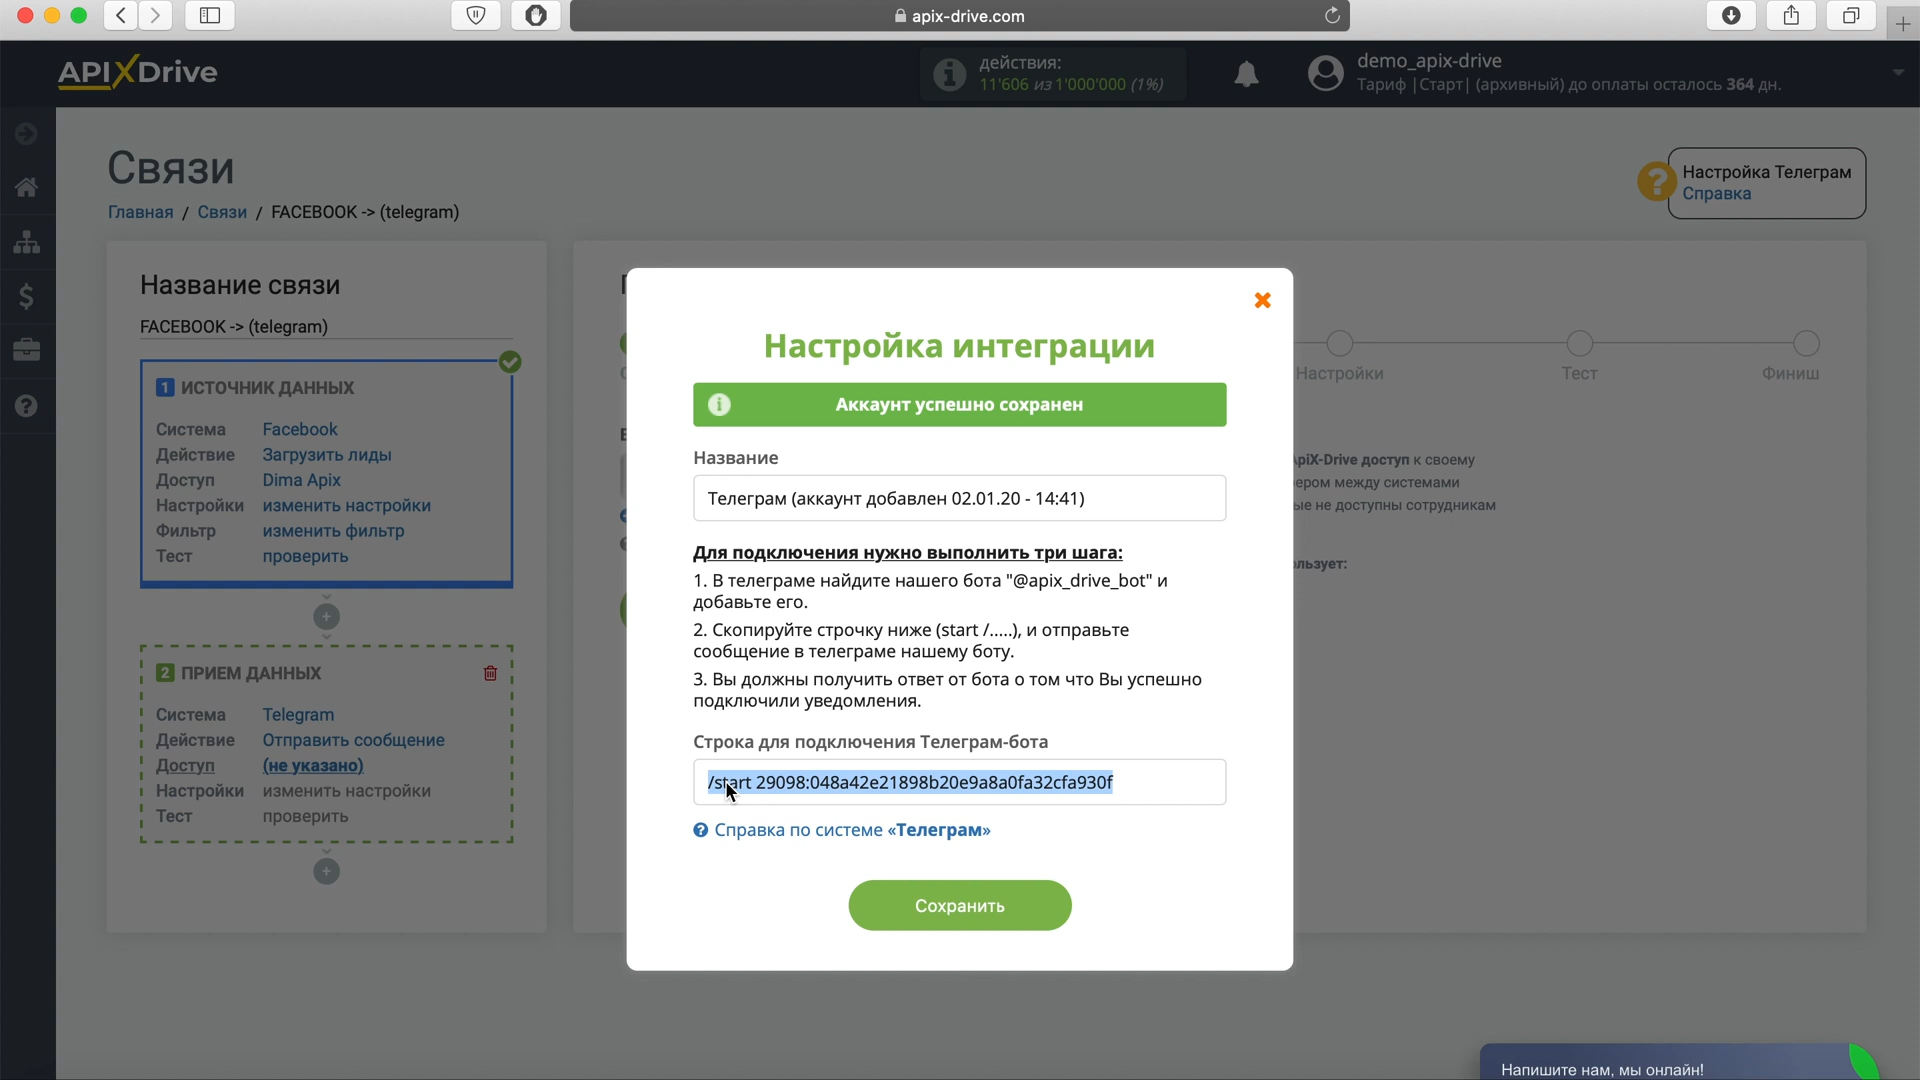 apix-drive.com
APIXDrive
действия:
11'606 из 1'000'000 (1%)
demo_apix-drive
Тариф |Старт| (архивный) до оплаты осталось 364 дн.
Связи
Главная / Связи / FACEBOOK -> (telegram)
Настройка Телеграм
Справка
Название связи
FACEBOOK -> (telegram)
1 ИСТОЧНИК ДАННЫХ
Система Facebook
Действие Загрузить лиды
Доступ Dima Apix
Настройки изменить настройки
Фильтр изменить фильтр
Тест проверить
2 ПРИЕМ ДАННЫХ
Система Telegram
Действие Отправить сообщение
Доступ (не указано)
Настройки изменить настройки
Тест проверить
Настройка интеграции
Аккаунт успешно сохранен
Название
Телеграм (аккаунт добавлен 02.01.20 - 14:41)
Для подключения нужно выполнить три шага:
1. В телеграме найдите нашего бота "@apix_drive_bot" и
добавьте его.
2. Скопируйте строчку ниже (start /.....), и отправьте
сообщение в телеграме нашему боту.
3. Вы должны получить ответ от бота о том что Вы успешно
подключили уведомления.
Строка для подключения Телеграм-бота
/start 29098:048a42e21898b20e9a8a0fa32cfa930f
Справка по системе «Телеграм»
Сохранить
Настройки
Тест
Финиш
доступ к своему
между системами
не доступны сотрудникам
Напишите нам, мы онлайн!